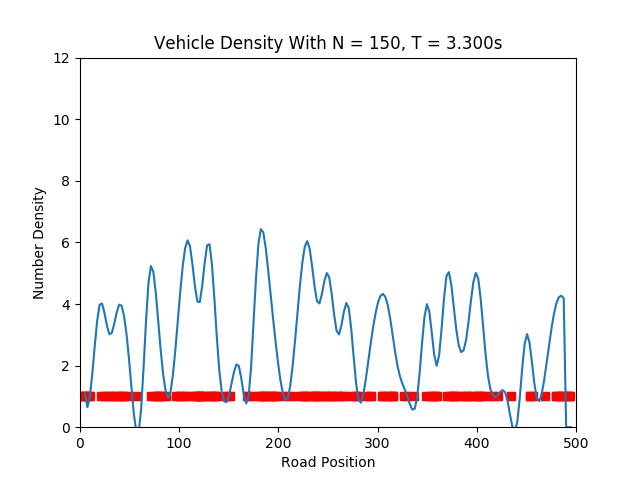 Vehicle Density With N = 150, T = 3.300s
12
10
8
6
4
2
0
Number Density
0 100 200 300 400 500
Road Position